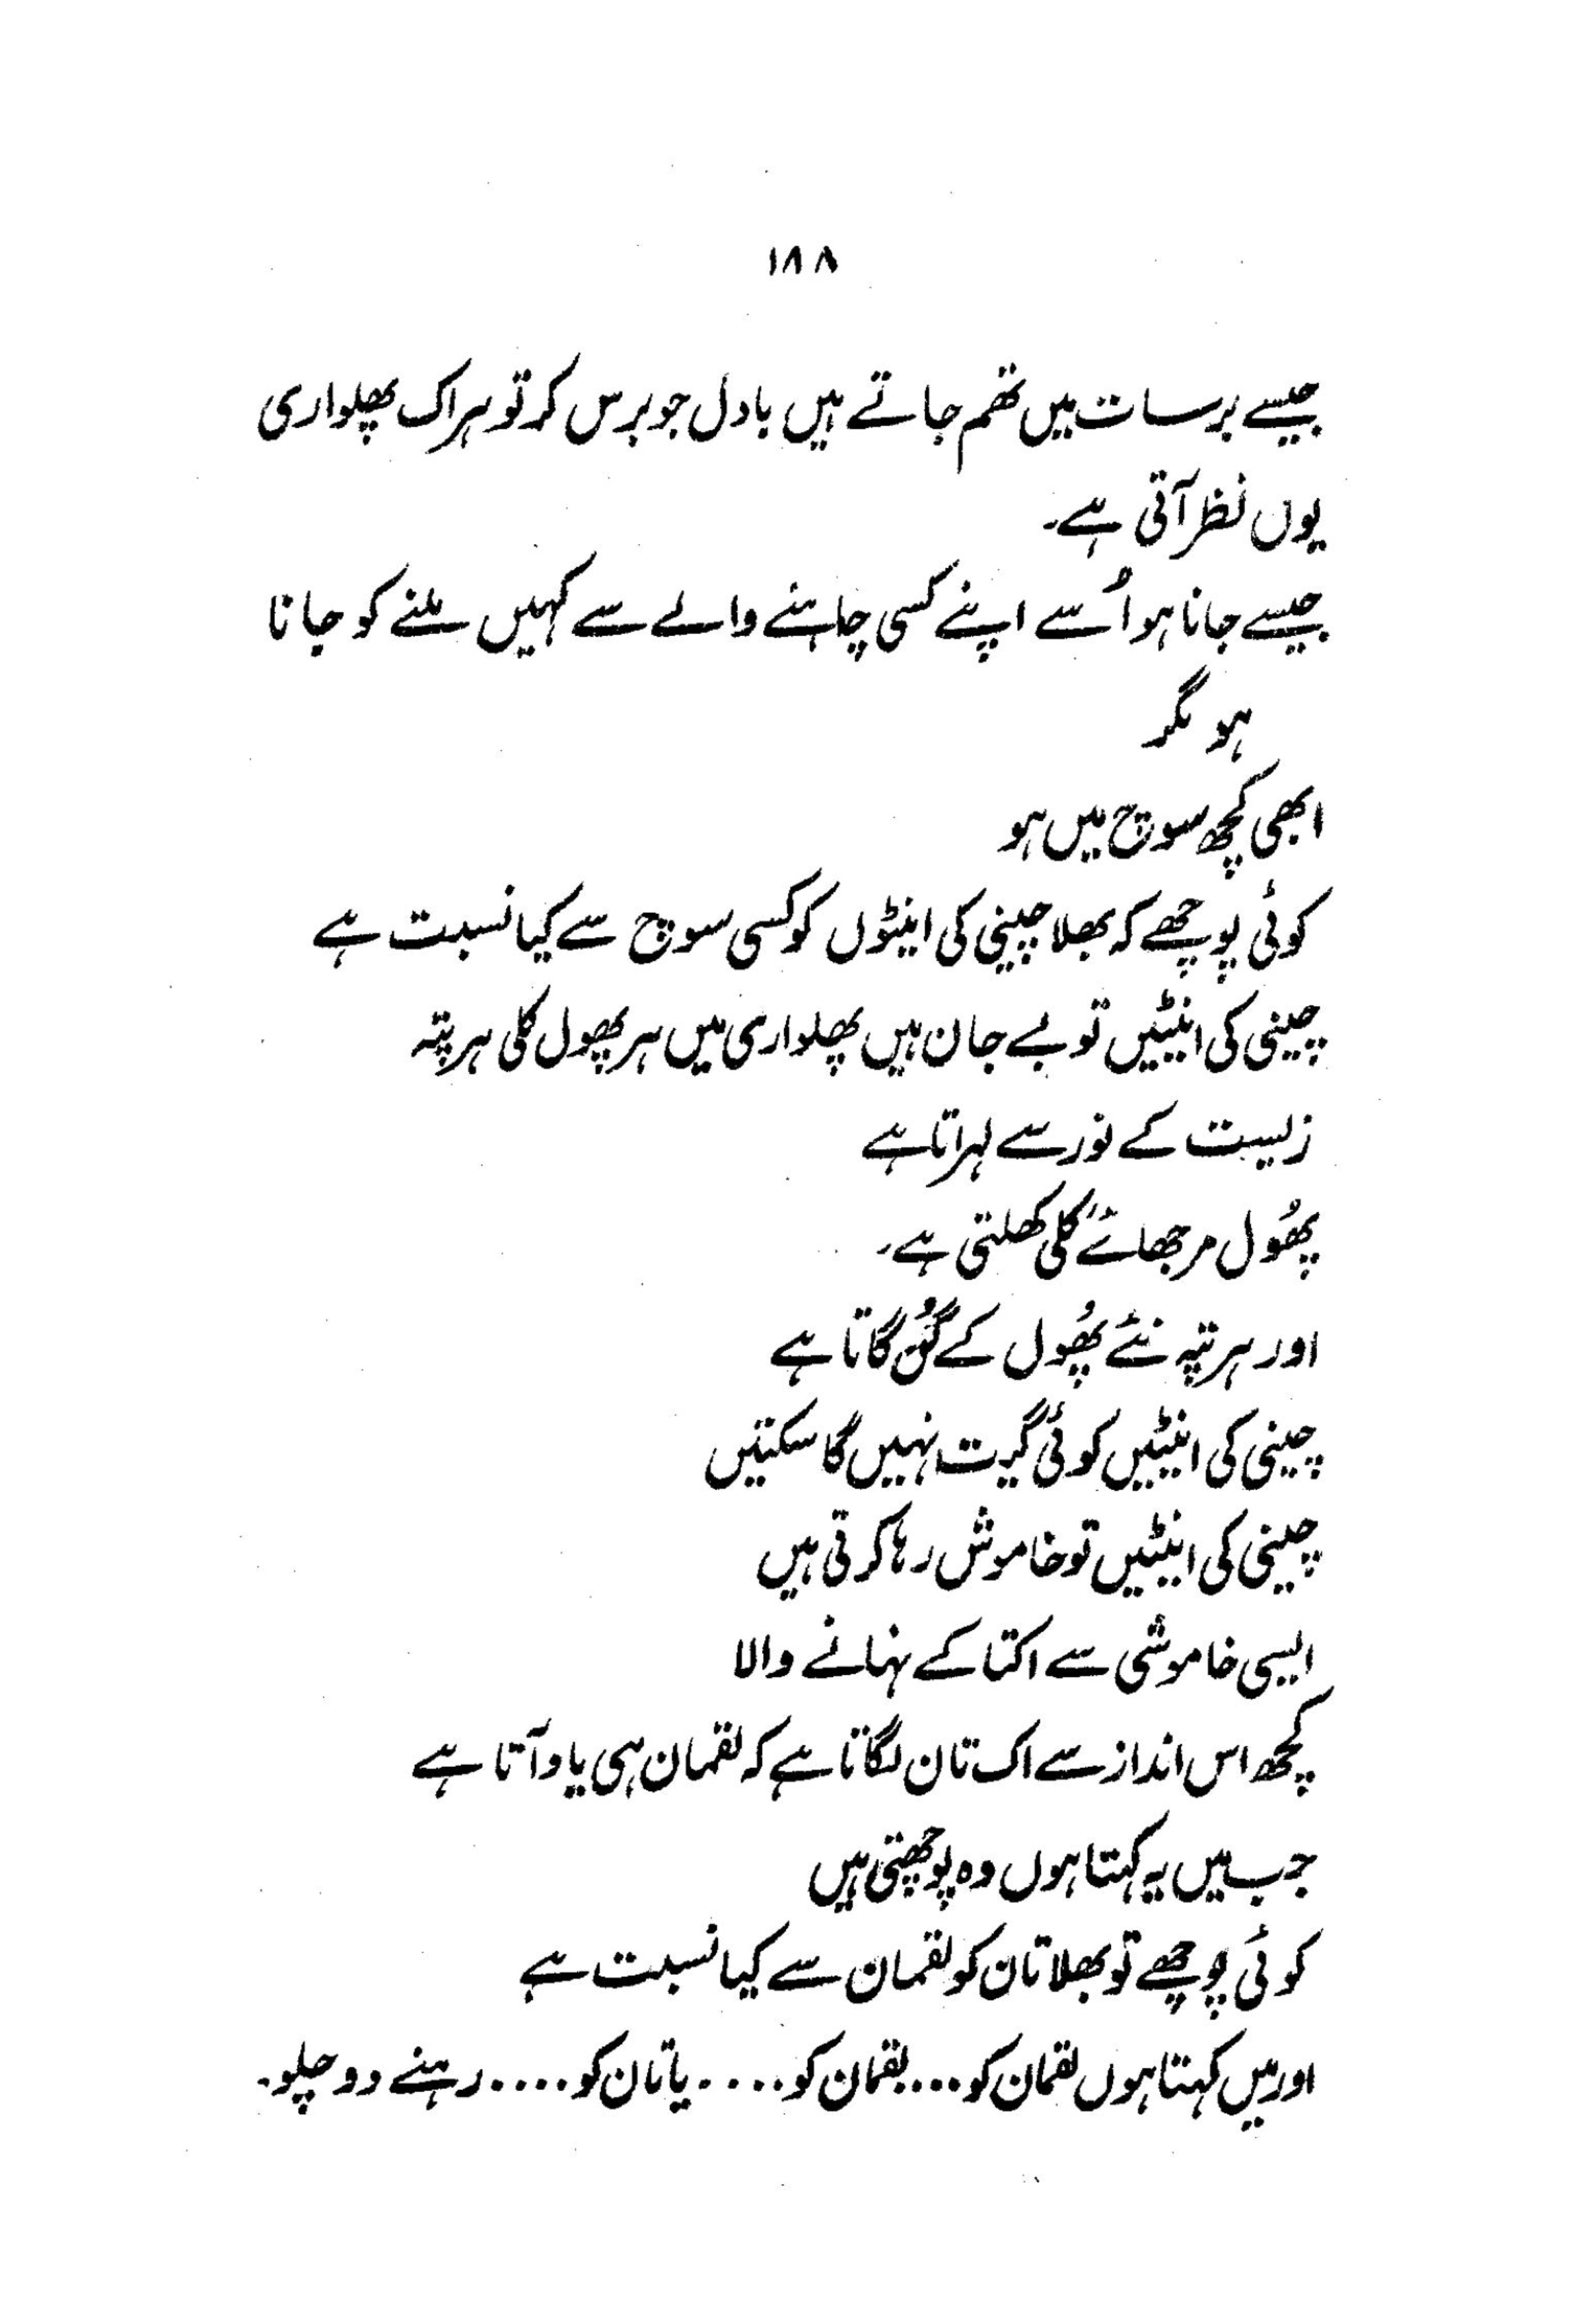 ۱۸۸
جیسے برسات میں تھم جاتے ہیں بادل جو برس کر تو ہر اک پھلواری
یوں نظر آتی ہے۔
جیسے جانا ہو اُسے اپنے کسی چاہنے والے سے کہیں ملنے کو جانا
ہو مگر
ابھی کچھ سوچ میں ہو
کوئی پوچھے کہ بھلا چینی کی اینٹوں کو کسی سوچ سے کیا نسبت ہے
چینی کی اینٹیں تو بے جان ہیں پھلواری میں ہر پھول کلی ہر پتہ
زیست کے نور سے لہراتا ہے
پھُول مرجھائے کلی کھلتی ہے۔
اور ہر پتہ نئے پھُول کے گُن گاتا ہے
چینی کی اینٹیں کوئی گیت نہیں گا سکتیں
چینی کی اینٹیں تو خاموش رہا کرتی ہیں
ایسی خاموشی سے اکتا کے نہانے والا
کچھ اس انداز سے اک تان لگاتا ہے کہ لقمان ہی یاد آتا ہے
جب میں یہ کہتا ہوں وہ پوچھتی ہیں
کوئی پوچھے تو بھلا تان کو لقمان سے کیا نسبت ہے
اور میں کہتا ہوں لقمان کو... لقمان کو.... یا تان کو.... رہنے دو چلو۔